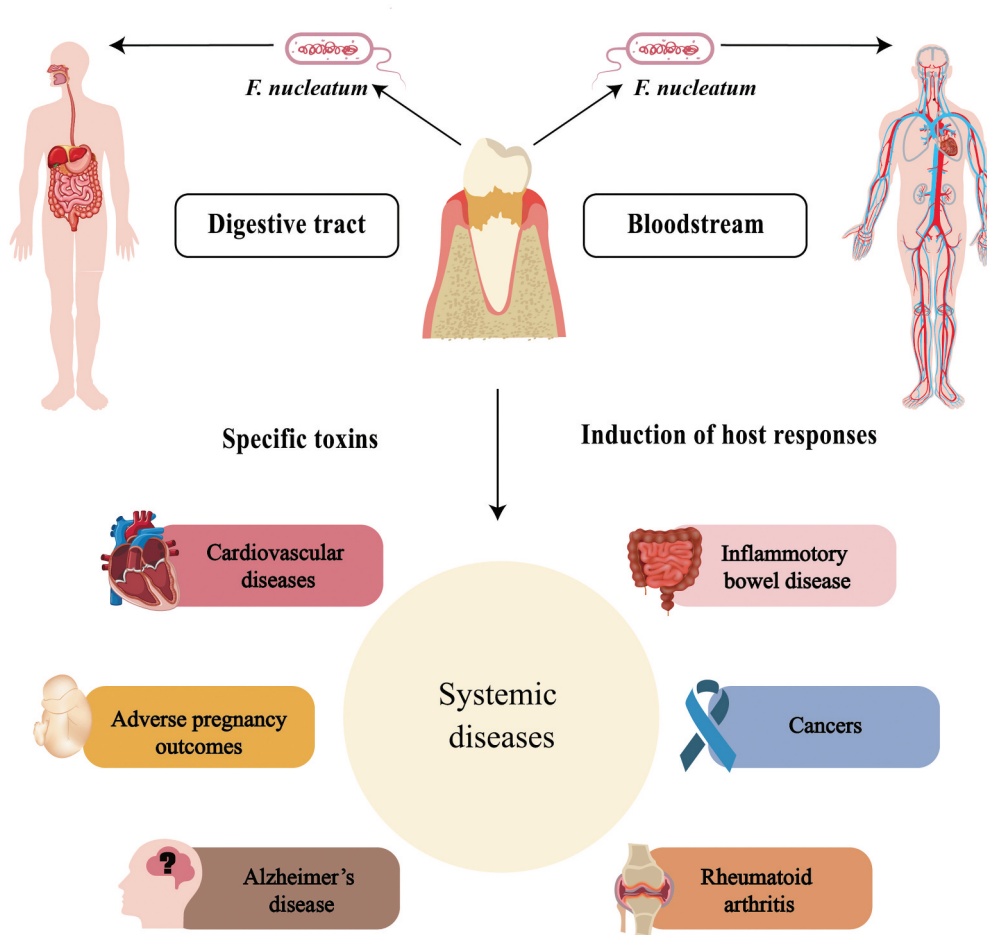 F. nucleatum
F. nucleatum
Digestive tract
Bloodstream
Specific toxins
Induction of host responses
Cardiovascular
diseases
Inflammotory
bowel disease
Adverse pregnancy
outcomes
Systemic
diseases
Cancers
Alzheimer’s
disease
?
Rheumatoid
arthritis